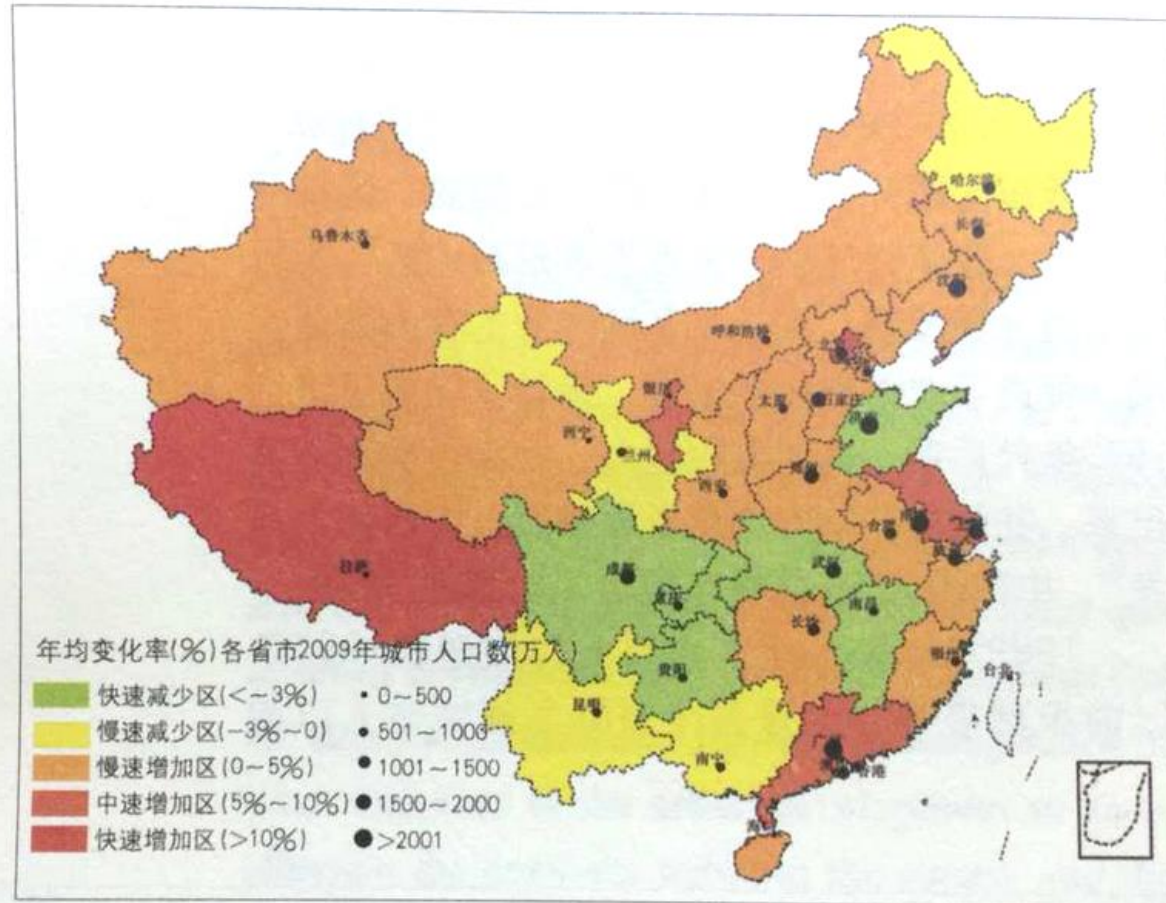 哈尔滨
乌鲁木齐
长春
沈阳
呼和浩特
北京
银川
太原
石家庄
济南
西宁
兰州
西安
郑州
合肥
南京
上海
杭州
拉萨
成都
重庆
武汉
南昌
长沙
贵阳
福州
台北
昆明
南宁
广州
香港
海口
年均变化率(%)各省市2009年城市人口数(万人)
快速减少区(<~3%) 0~500
慢速减少区(-3%~0) 501~1000
慢速增加区(0~5%) 1001~1500
中速增加区(5%~10%) 1500~2000
快速增加区(>10%) >2001